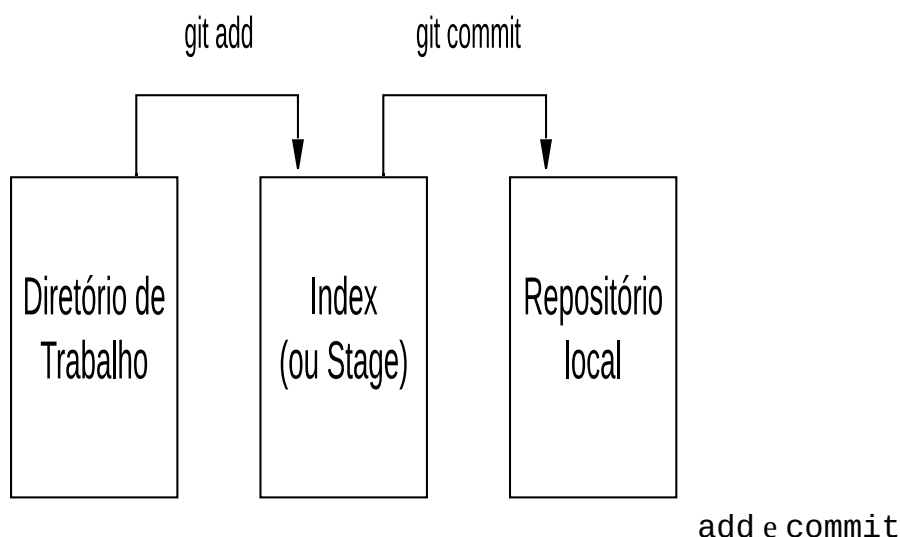 git add
git commit
Diretório de
Trabalho
Index
(ou Stage)
Repositório
local
add e commit